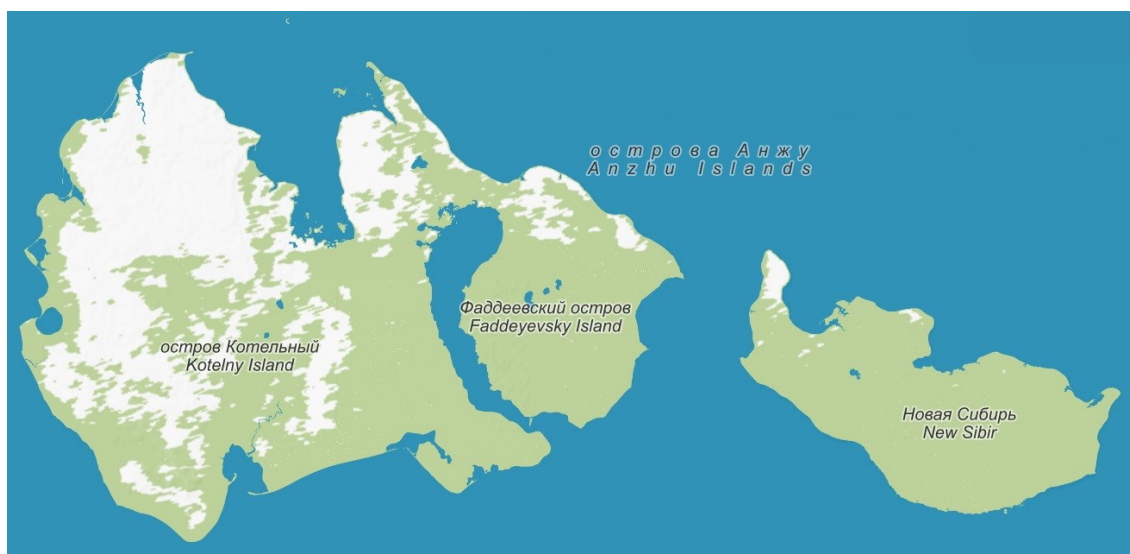 острова Анжу
Anzhu Islands
Фаддеевский остров
Faddeyevsky Island
остров Котельный
Kotelny Island
Новая Сибирь
New Sibir